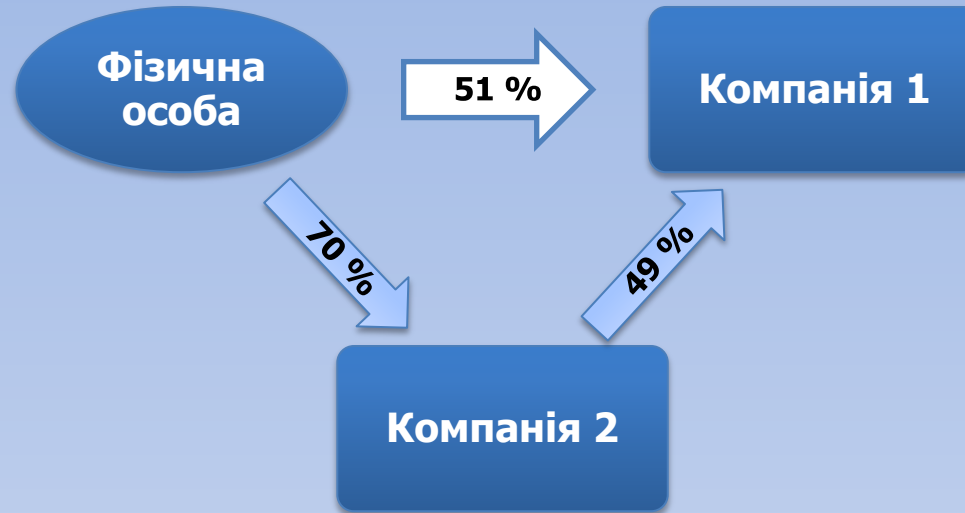 Фізична
особа
51 %
Компанія 1
70 %
49 %
Компанія 2